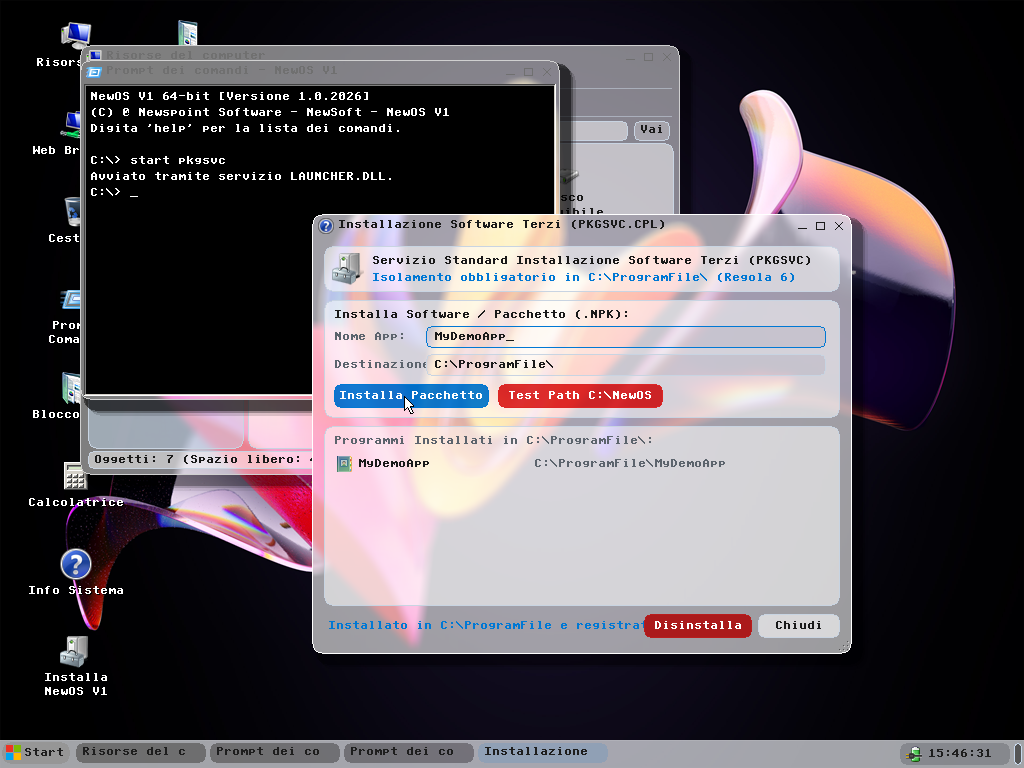 Risors
Risorse del computer
Prompt dei comandi - NewOS V1
NewOS V1 64-bit [Versione 1.0.2026]
(C) @ Newspoint Software - NewSoft - NewOS V1
Digita 'help' per la lista dei comandi.
C:\> start pkgsvc
Avviato tramite servizio LAUNCHER.DLL.
C:\> _
Vai
Web Br
sco
Cest
Installazione Software Terzi (PKGSVC.CPL)
Servizio Standard Installazione Software Terzi (PKGSVC)
Isolamento obbligatorio in C:\ProgramFile\ (Regola 6)
Installa Software / Pacchetto (.NPK):
Nome App:
MyDemoApp_
Destinazione
C:\ProgramFile\
Installa Pacchetto
Test Path C:\NewOS
Pro
Coma
Blocco
Oggetti: 7 (Spazio libero:
Programmi Installati in C:\ProgramFile\:
MyDemoApp
C:\ProgramFile\MyDemoApp
Calcolatrice
Info Sistema
Installato in C:\ProgramFile e registrat
Disinstalla
Chiudi
Installa
NewOS V1
Start
Risorse del c
Prompt dei co
Prompt dei co
Installazione
15:46:31